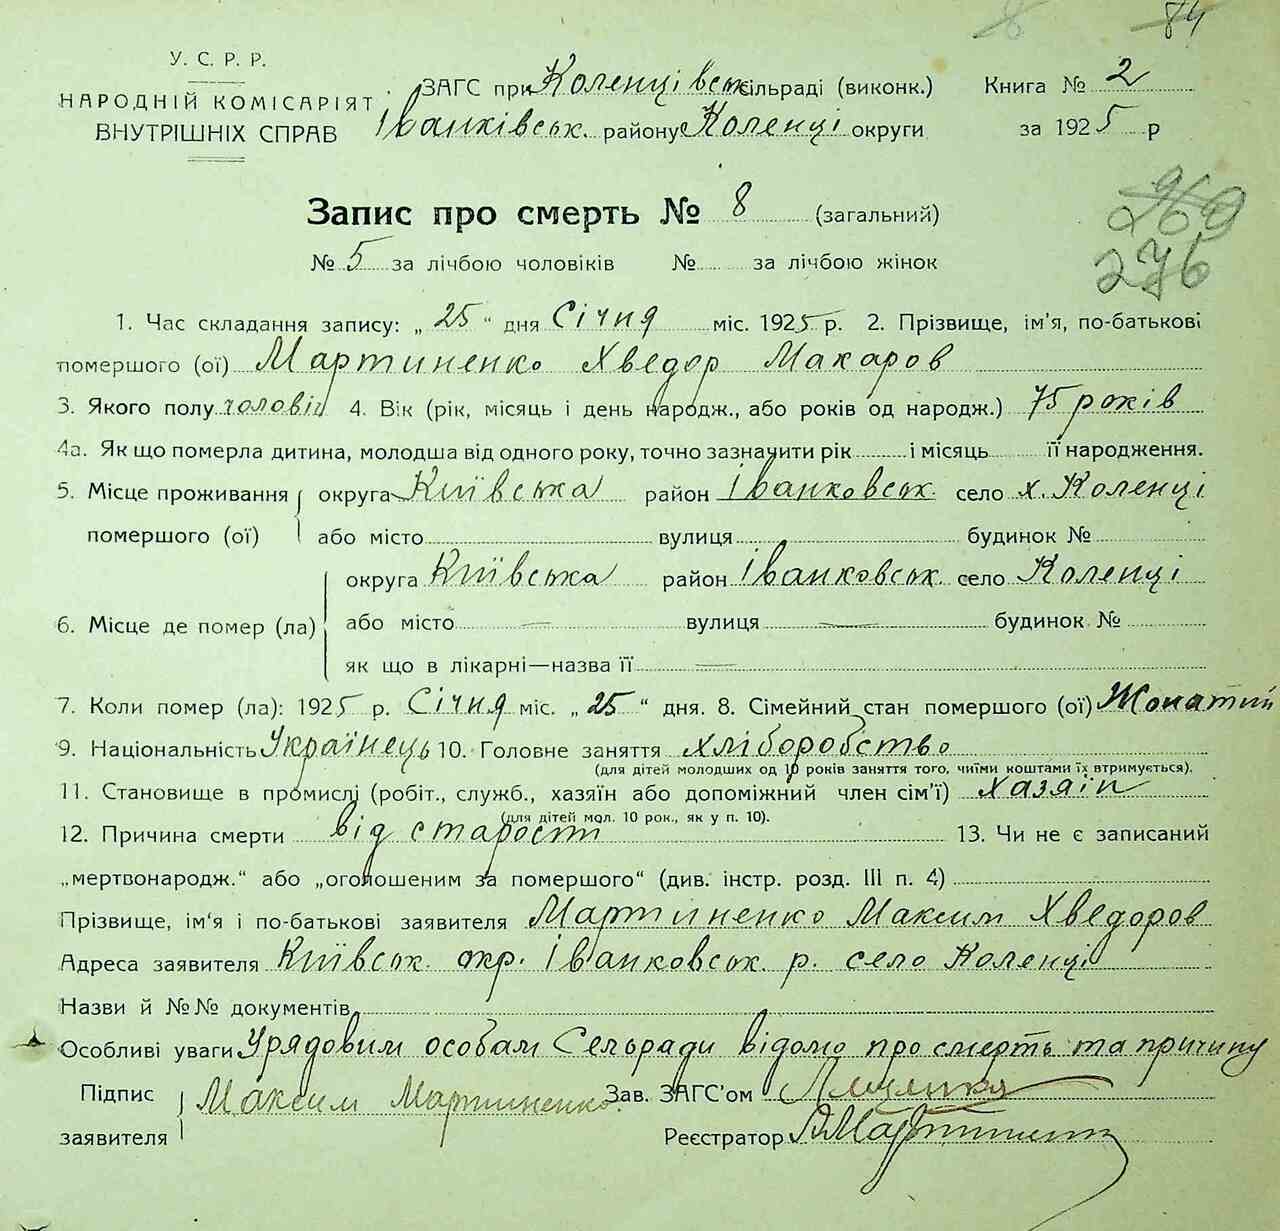 84
У. С. Р. Р.
НАРОДНІЙ КОМІСАРІЯТ
ВНУТРІШНІХ СПРАВ
ЗАГС при Коленцівськ сільраді (виконк.) Книга № 2
Іванківськ. району Коленці округи за 1925 р
Запис про смерть № 8 (загальний)
№ 5 за лічбою чоловіків № за лічбою жінок
260
276
1. Час складання запису: „ 25 “ дня Січня міс. 1925 р. 2. Прізвище, ім'я, по-батькові
помершого (ої) Мартиненко Хведор Макаров
3. Якого полу чоловіч 4. Вік (рік, місяць і день народж., або років од народж.) 75 років
4а. Як що померла дитина, молодша від одного року, точно зазначити рік і місяць її народження.
5. Місце проживання помершого (ої) округа Київська район Іванковськ. село х. Коленці
або місто вулиця будинок №
округа Київська район Іванковськ. село Коленці
6. Місце де помер (ла) або місто — вулиця — будинок №
як що в лікарні—назва її —
7. Коли помер (ла): 1925 р. Січня міс. „ 25 “ дня. 8. Сімейний стан помершого (ої) Жонатий
9. Національність Українець 10. Головне заняття хліборобство
(для дітей молодших од 10 років заняття того, чиїми коштами їх втримується).
11. Становище в промислі (робіт., служб., хазяїн або допоміжний член сім'ї) хазяїн
(для дітей мол. 10 рок., як у п. 10).
12. Причина смерти від старости 13. Чи не є записаний
„мертвонародж.“ або „оголошеним за помершого“ (див. інстр. розд. III п. 4)
Прізвище, ім'я і по-батькові заявителя Мартиненко Максим Хведоров
Адреса заявителя Київськ. окр. Іванковськ. р. село Коленці
Назви й №№ документів
Особливі уваги Урядовим особам Сельради відомо про смерть та причину
Підпис заявителя Максим Мартиненко. Зав. ЗАГС'ом
Реєстратор